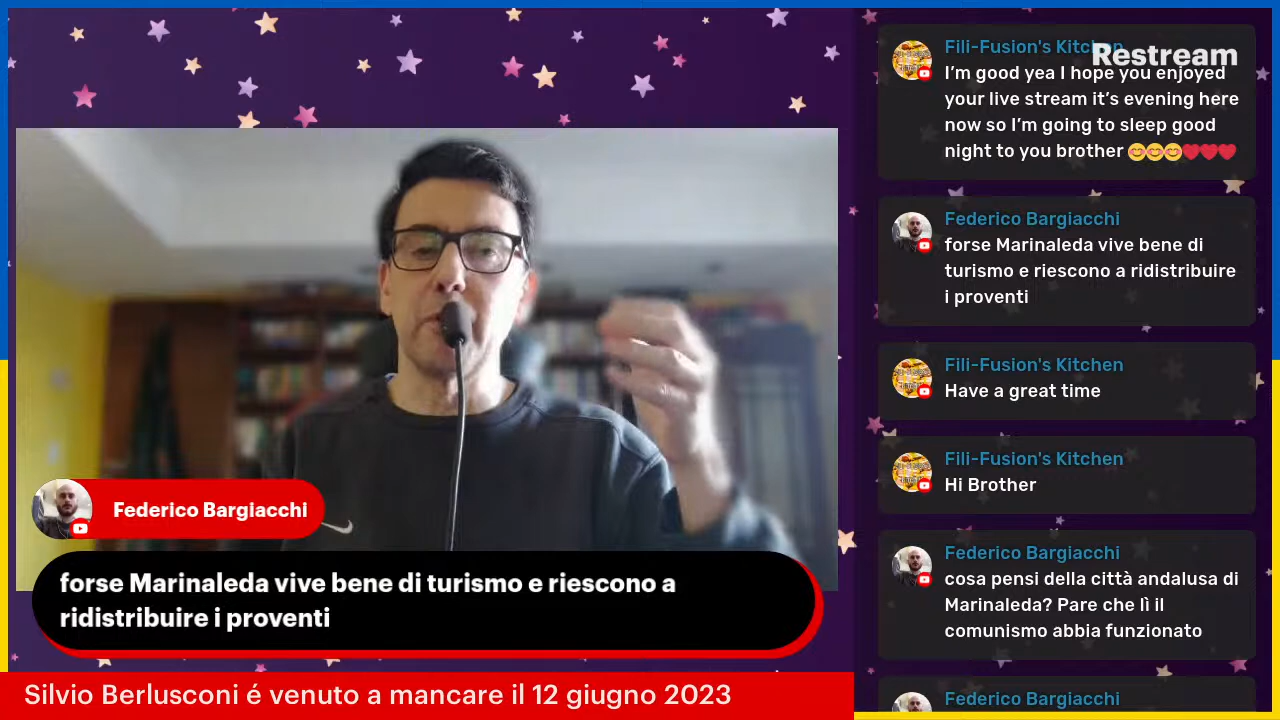 Federico Bargiacchi
forse Marinaleda vive bene di turismo e riescono a
ridistribuire i proventi
Silvio Berlusconi é venuto a mancare il 12 giugno 2023
Restream
Fili-Fusion's Kitchen
I’m good yea I hope you enjoyed
your live stream it’s evening here
now so I’m going to sleep good
night to you brother 😊😊😊❤️❤️❤️
Federico Bargiacchi
forse Marinaleda vive bene di
turismo e riescono a ridistribuire
i proventi
Fili-Fusion's Kitchen
Have a great time
Fili-Fusion's Kitchen
Hi Brother
Federico Bargiacchi
cosa pensi della città andalusa di
Marinaleda? Pare che lì il
comunismo abbia funzionato
Federico Bargiacchi